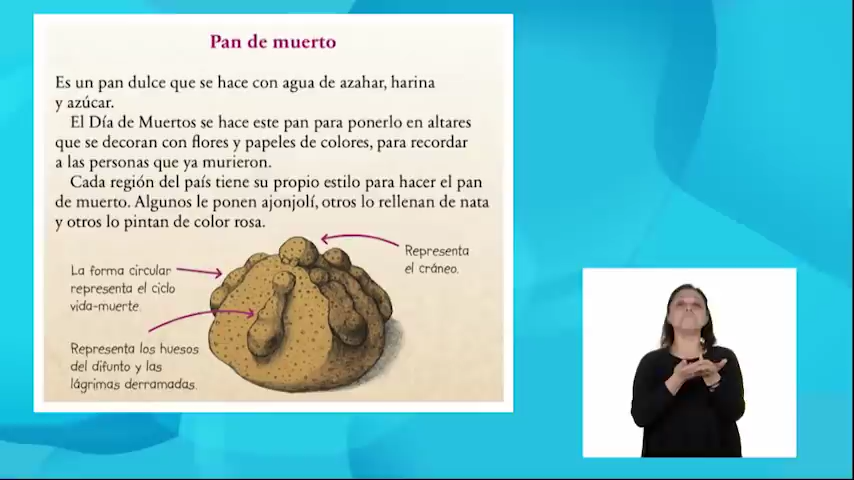 Pan de muerto
Es un pan dulce que se hace con agua de azahar, harina
y azúcar.
El Día de Muertos se hace este pan para ponerlo en altares
que se decoran con flores y papeles de colores, para recordar
a las personas que ya murieron.
Cada región del país tiene su propio estilo para hacer el pan
de muerto. Algunos le ponen ajonjolí, otros lo rellenan de nata
y otros lo pintan de color rosa.
Representa
el cráneo.
La forma circular
representa el ciclo
vida-muerte.
Representa los huesos
del difunto y las
lágrimas derramadas.